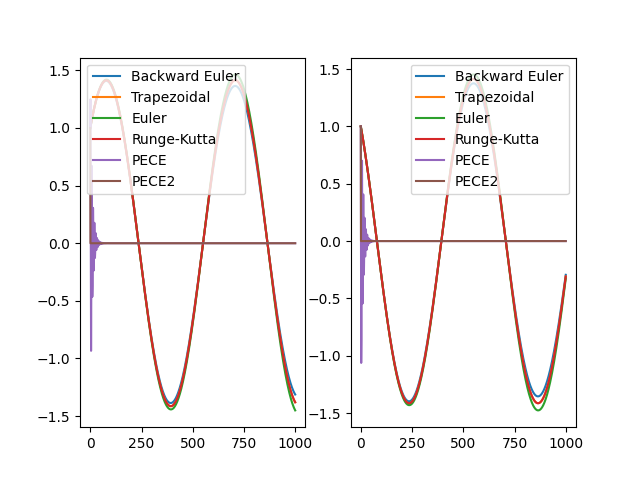 1.5
1.0
0.5
0.0
−0.5
−1.0
−1.5
0
250
500
750
1000
Backward Euler
Trapezoidal
Euler
Runge-Kutta
PECE
PECE2
1.5
1.0
0.5
0.0
−0.5
−1.0
−1.5
0
250
500
750
1000
Backward Euler
Trapezoidal
Euler
Runge-Kutta
PECE
PECE2